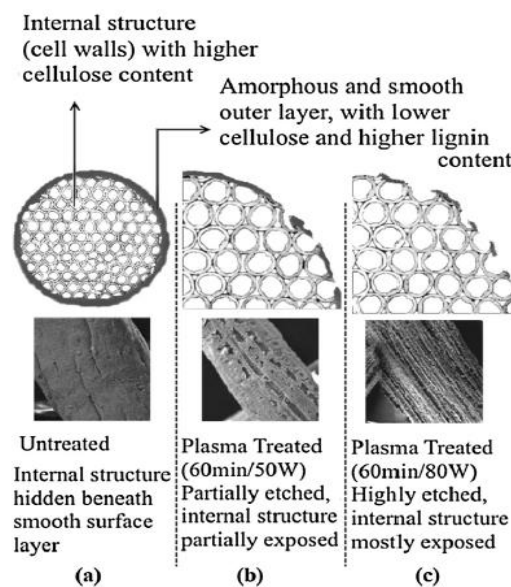 Internal structure
(cell walls) with higher
cellulose content
Amorphous and smooth
outer layer, with lower
cellulose and higher lignin
content
Untreated
Internal structure
hidden beneath
smooth surface
layer
(a)
Plasma Treated
(60min/50W)
Partially etched,
internal structure
partially exposed
(b)
Plasma Treated
(60min/80W)
Highly etched,
internal structure
mostly exposed
(c)